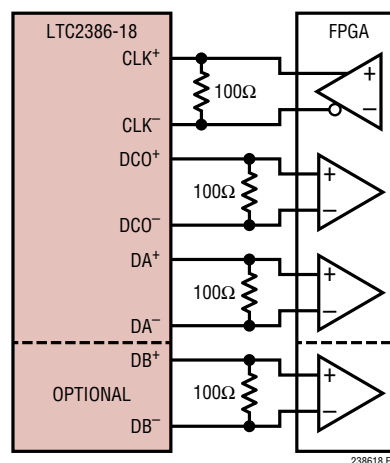 LTC2386-18
FPGA
CLK+
100Ω
+
−
CLK−
DCO+
100Ω
+
−
DCO−
DA+
100Ω
+
−
DA−
DB+
OPTIONAL
100Ω
+
−
DB−
238618 F